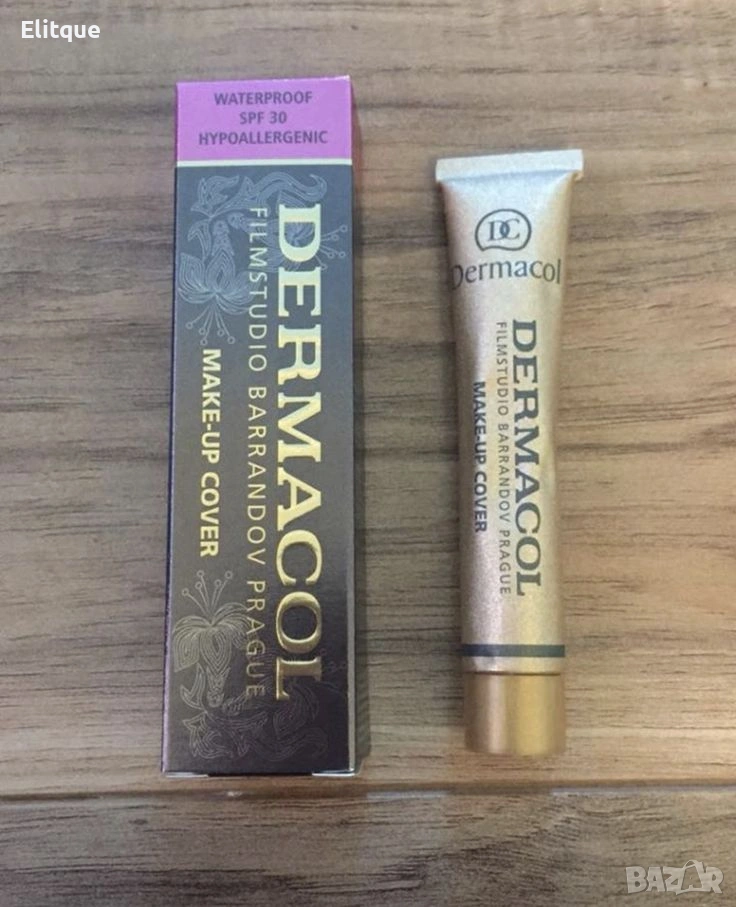 Elitque
WATERPROOF
SPF 30
HYPOALLERGENIC
DERMACOL
FILMSTUDIO BARRANDOV PRAGUE
MAKE-UP COVER
DC
Dermacol
DERMACOL
FILMSTUDIO BARRANDOV PRAGUE
MAKE-UP COVER
BAZAR